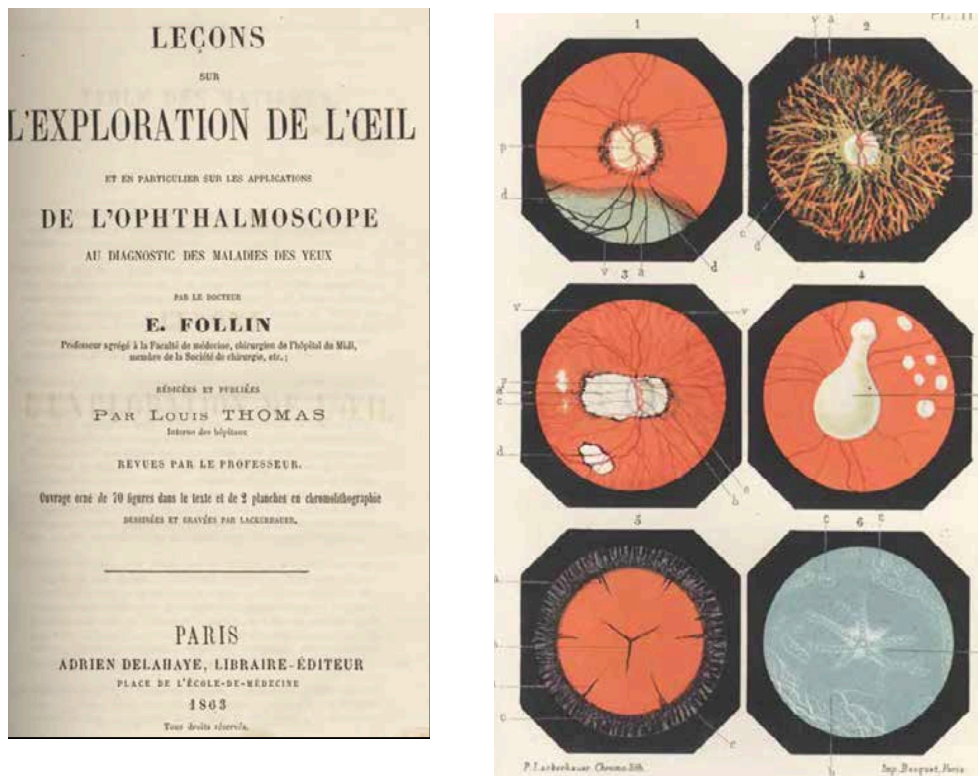 LEÇONS
SUR
L'EXPLORATION DE L'ŒIL
ET EN PARTICULIER SUR LES APPLICATIONS
DE L'OPHTHALMOSCOPE
AU DIAGNOSTIC DES MALADIES DES YEUX
PAR LE DOCTEUR
E. FOLLIN
Professeur agrégé à la Faculté de médecine, chirurgien de l'hôpital du Midi,
membre de la Société de chirurgie, etc.;
RÉDIGÉES ET PUBLIÉES
PAR LOUIS THOMAS
Interne des hôpitaux
REVUES PAR LE PROFESSEUR.
Ouvrage orné de 70 figures dans le texte et de 2 planches en chromolithographie
DESSINÉES ET GRAVÉES PAR LACKERBAUER.
PARIS
ADRIEN DELAHAYE, LIBRAIRE-ÉDITEUR
PLACE DE L'ÉCOLE-DE-MÉDECINE
1863
Tous droits réservés.
1
v a
2
p
d
c
d
v
a
d
3
4
v
v
d
b
e
5
6
c
c
P. Lackerbauer Chromo lith.
Imp. Becquet, Paris